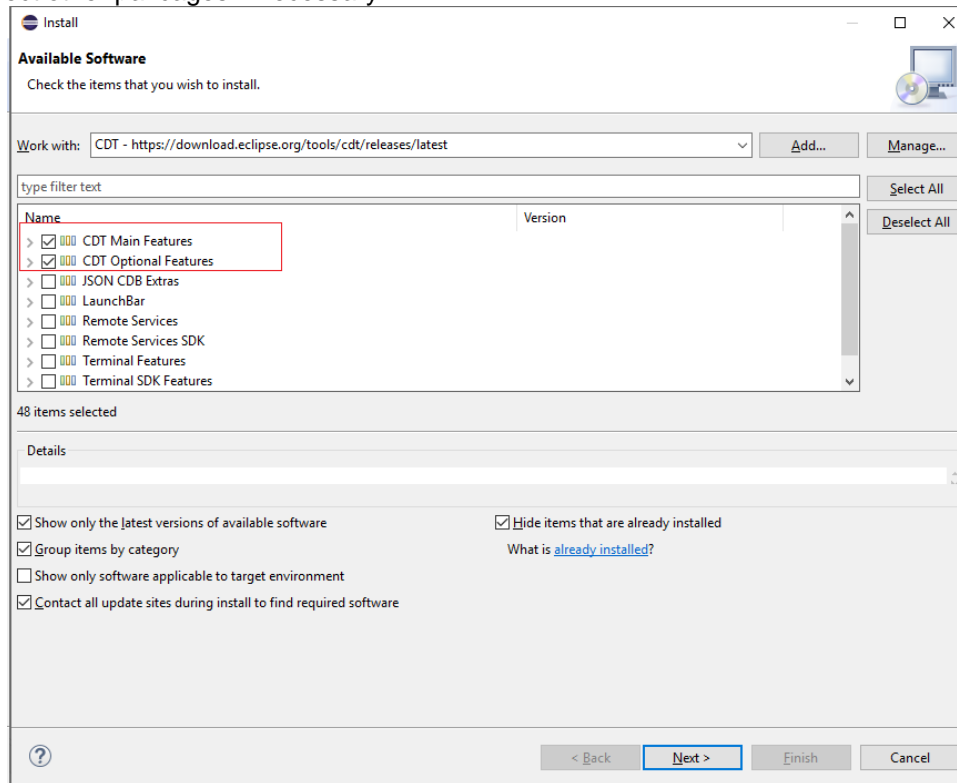 Install
Available Software
Check the items that you wish to install.
Work with: CDT - https://download.eclipse.org/tools/cdt/releases/latest Add... Manage...
type filter text Select All
Name Version Deselect All
CDT Main Features
CDT Optional Features
JSON CDB Extras
LaunchBar
Remote Services
Remote Services SDK
Terminal Features
Terminal SDK Features
48 items selected
Details
Show only the latest versions of available software Hide items that are already installed
Group items by category What is already installed?
Show only software applicable to target environment
Contact all update sites during install to find required software
? < Back Next > Finish Cancel